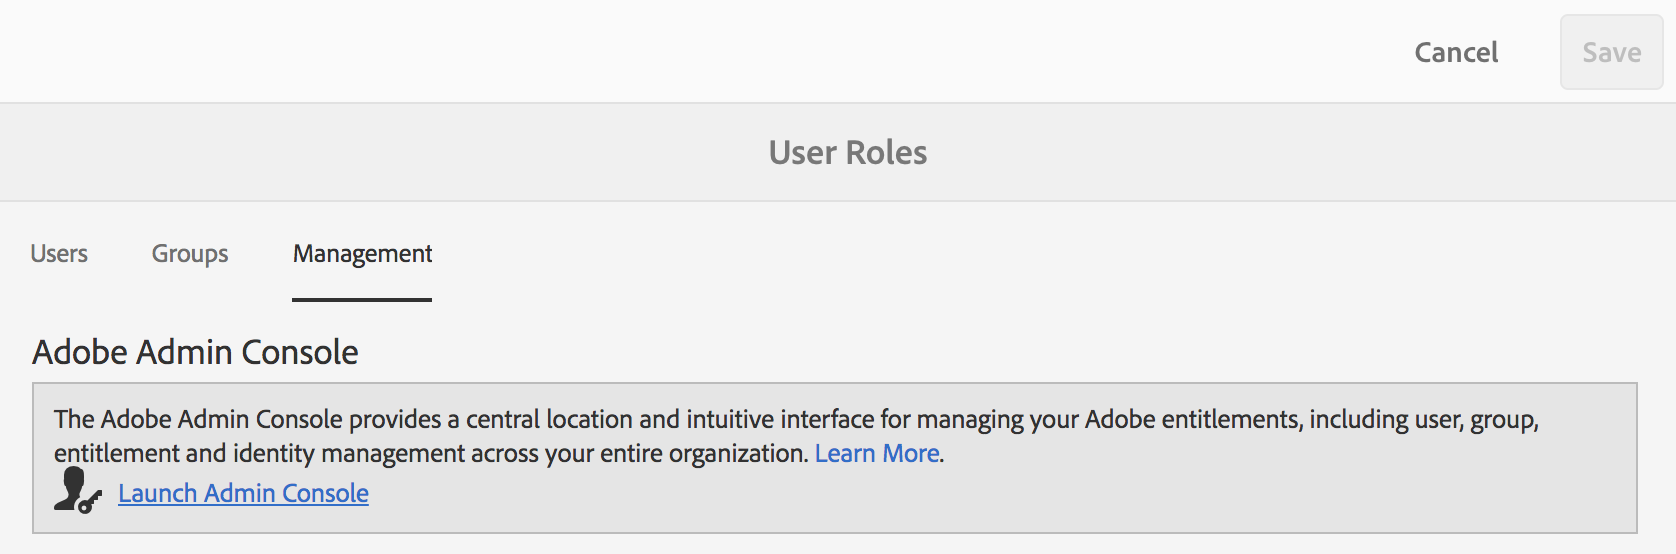 Cancel Save
User Roles
Users Groups Management
Adobe Admin Console
The Adobe Admin Console provides a central location and intuitive interface for managing your Adobe entitlements, including user, group,
entitlement and identity management across your entire organization. Learn More.
Launch Admin Console